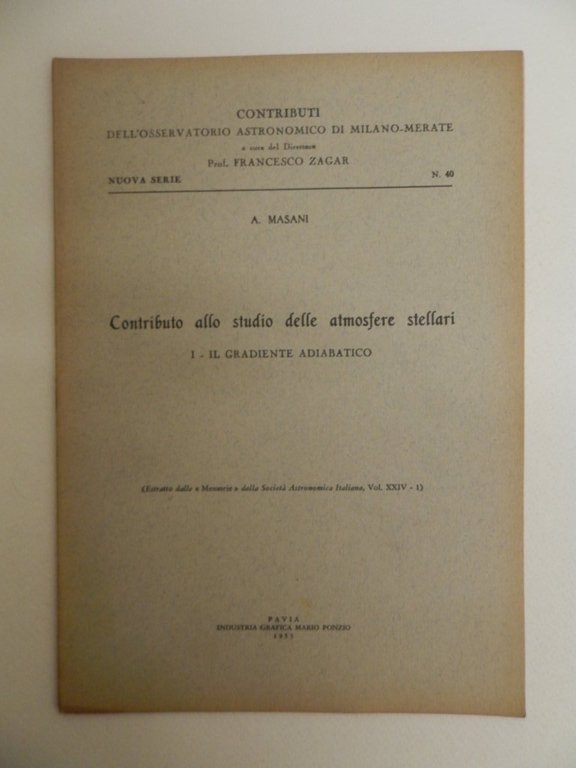 CONTRIBUTI
DELL'OSSERVATORIO ASTRONOMICO DI MILANO-MERATE
a cura del Direttore
Prof. FRANCESCO ZAGAR
NUOVA SERIE N. 40
A. MASANI
Contributo allo studio delle atmosfere stellari
I - IL GRADIENTE ADIABATICO
(Estratto dalle « Memorie » della Società Astronomica Italiana, Vol. XXIV - 1)
PAVIA
INDUSTRIA GRAFICA MARIO PONZIO
1953